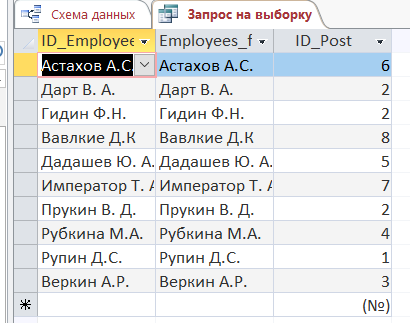 Схема данных Запрос на выборку
ID_Employee Employees_f ID_Post
Астахов А.С. Астахов А.С. 6
Дарт В. А. Дарт В. А. 2
Гидин Ф.Н. Гидин Ф.Н. 2
Вавлкие Д.К Вавлкие Д.К 8
Дадашев Ю. А. Дадашев Ю. А. 5
Император Т. А Император Т. А 7
Прукин В. Д. Прукин В. Д. 2
Рубкина М.А. Рубкина М.А. 4
Рупин Д.С. Рупин Д.С. 1
Веркин А.Р. Веркин А.Р. 3
* (№)